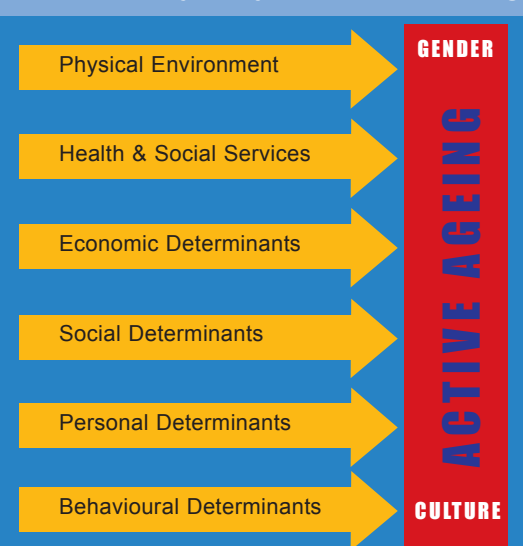 Physical Environment
GENDER
Health & Social Services
Economic Determinants
Social Determinants
Personal Determinants
Behavioural Determinants
ACTIVE AGEING
CULTURE